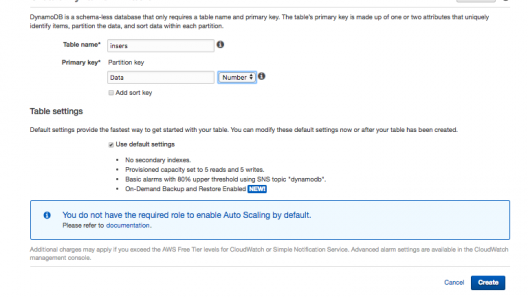 DynamoDB is a schema-less database that only requires a table name and primary key. The table's primary key is made up of one or two attributes that uniquely
identify items, partition the data, and sort data within each partition.
Table name* insers
Primary key* Partition key
Data Number
Add sort key
Table settings
Default settings provide the fastest way to get started with your table. You can modify these default settings now or after your table has been created.
Use default settings
• No secondary indexes.
• Provisioned capacity set to 5 reads and 5 writes.
• Basic alarms with 80% upper threshold using SNS topic "dynamodb".
• On-Demand Backup and Restore Enabled NEW!
You do not have the required role to enable Auto Scaling by default.
Please refer to documentation.
Additional charges may apply if you exceed the AWS Free Tier levels for CloudWatch or Simple Notification Service. Advanced alarm settings are available in the CloudWatch
management console.
Cancel Create